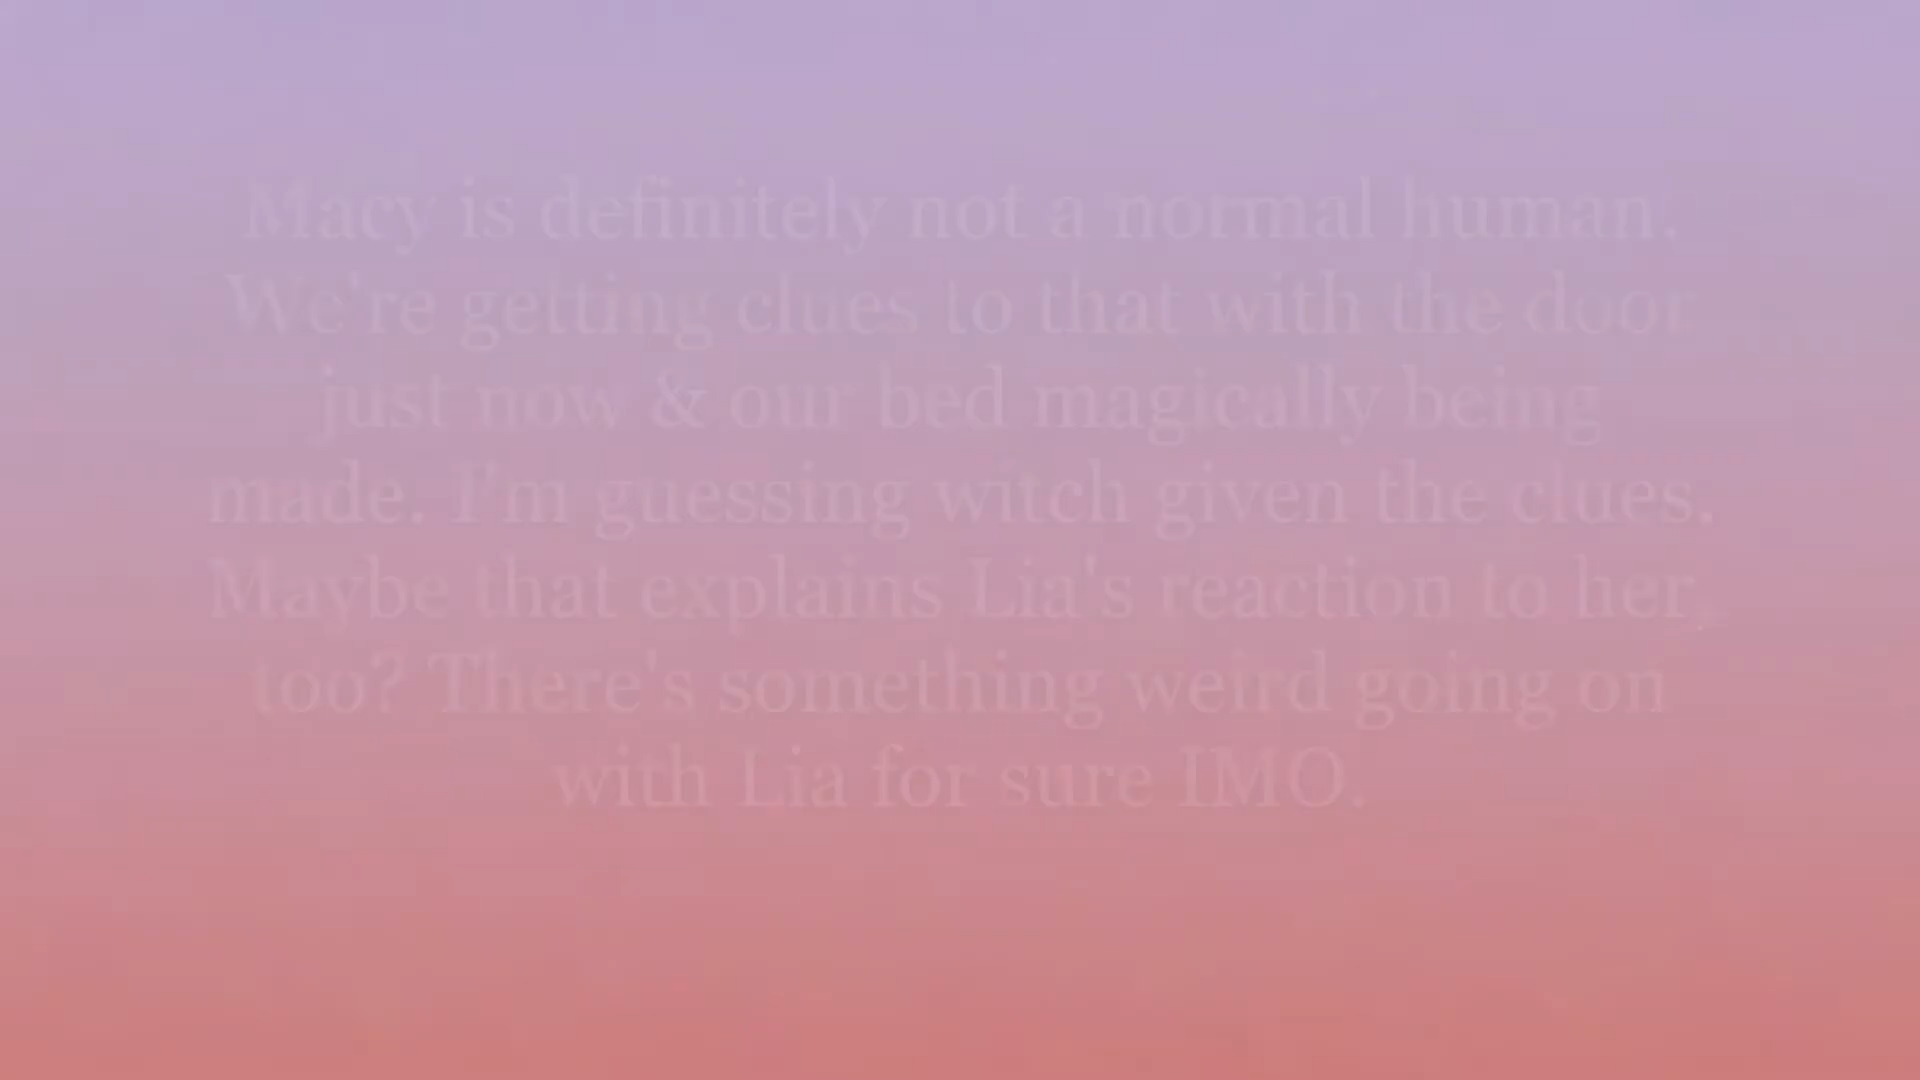 Macy is definitely not a normal human.
We're getting clues to that with the door
just now & our bed magically being
made. I'm guessing witch given the clues.
Maybe that explains Lia's reaction to her,
too? There's something weird going on
with Lia for sure IMO.